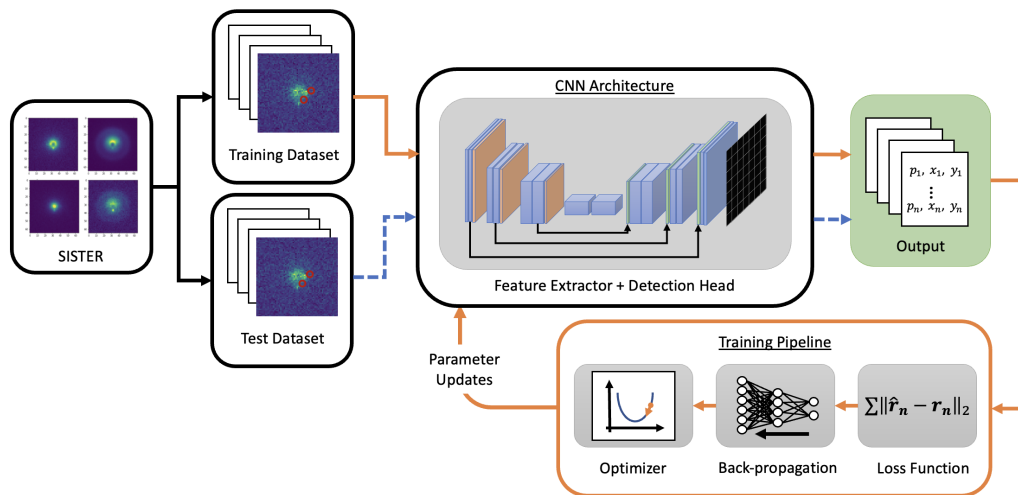 SISTER
Training Dataset
Test Dataset
CNN Architecture
Feature Extractor + Detection Head
p₁, x₁, y₁
⋮
pₙ, xₙ, yₙ
Output
Parameter
Updates
Training Pipeline
Optimizer
Back-propagation
∑‖r̂ₙ − rₙ‖₂
Loss Function